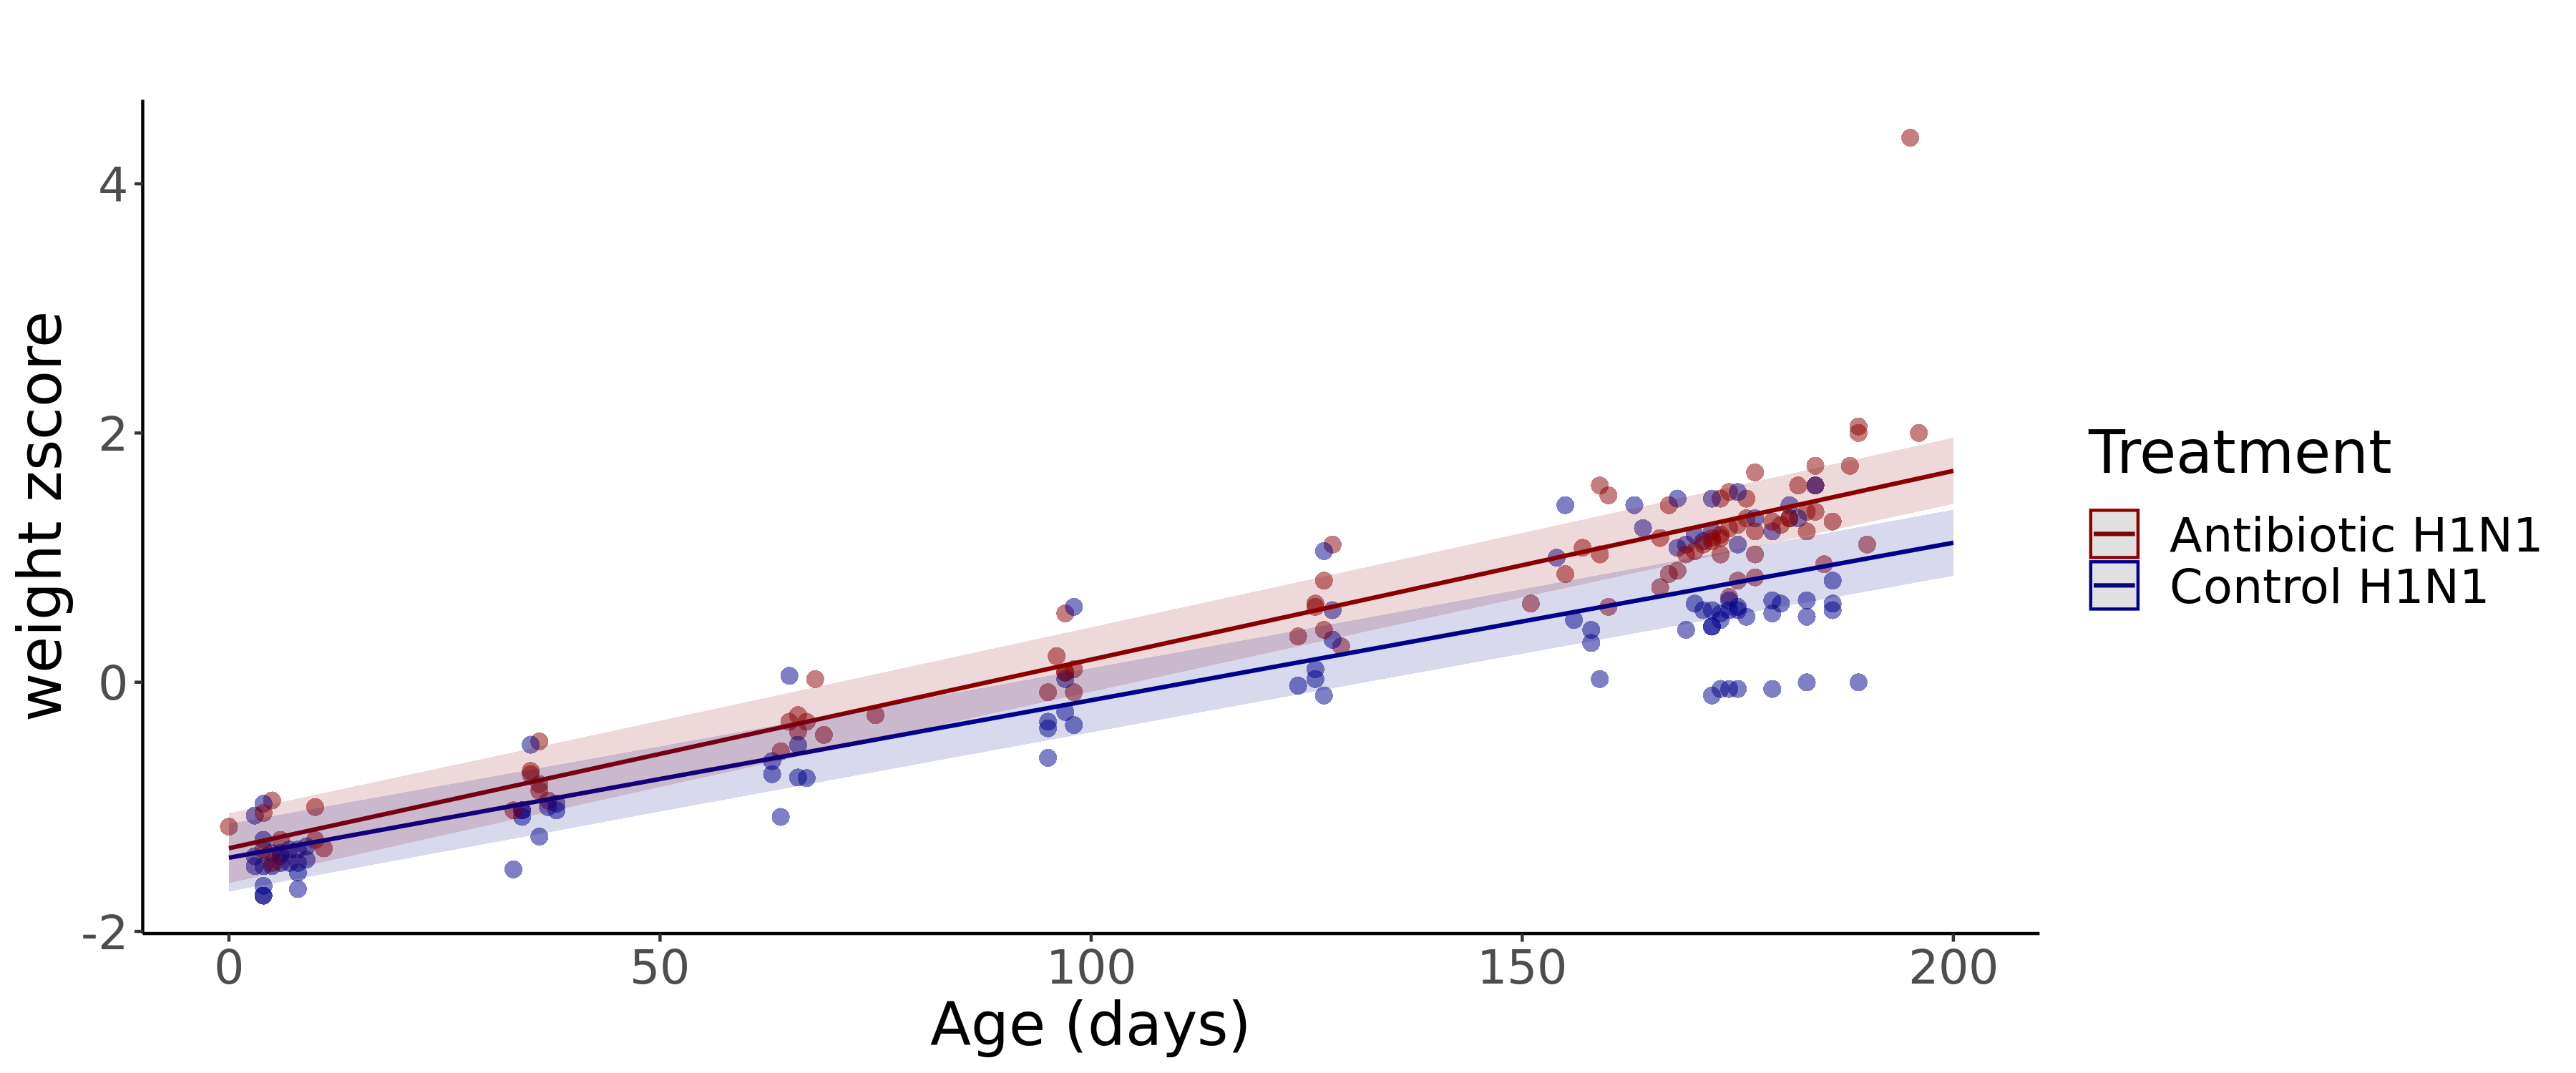 4
2
0
-2
weight zscore
0 50 100 150 200
Age (days)
Treatment
Antibiotic H1N1
Control H1N1